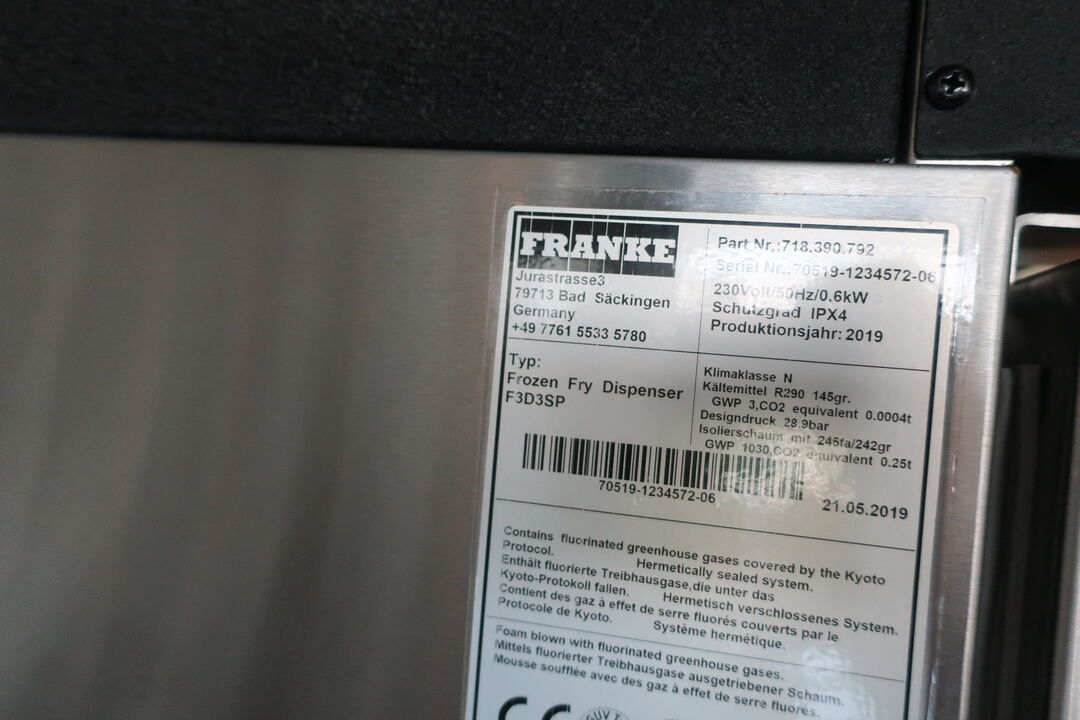 FRANKE
Jurastrasse3
79713 Bad Säckingen
Germany
+49 7761 5533 5780
Part Nr.:718.390.792
Serial Nr.:70519-1234572-06
230Volt/50Hz/0.6kW
Schutzgrad IPX4
Produktionsjahr: 2019
Typ:
Frozen Fry Dispenser
F3D3SP
Klimaklasse N
Kältemittel R290 145gr.
GWP 3,CO2 equivalent 0.0004t
Designdruck 28.9bar
Isolierschaum mit 245fa/242gr
GWP 1030,CO2 equivalent 0.25t
70519-1234572-06
21.05.2019
Contains fluorinated greenhouse gases covered by the Kyoto
Protocol. Hermetically sealed system.
Enthält fluorierte Treibhausgase,die unter das
Kyoto-Protokoll fallen. Hermetisch verschlossenes System.
Contient des gaz à effet de serre fluorés couverts par le
Protocole de Kyoto. Système hermétique.
Foam blown with fluorinated greenhouse gases.
Mittels fluorierter Treibhausgase ausgetriebener Schaum.
Mousse soufflée avec des gaz à effet de serre fluorés.
CE